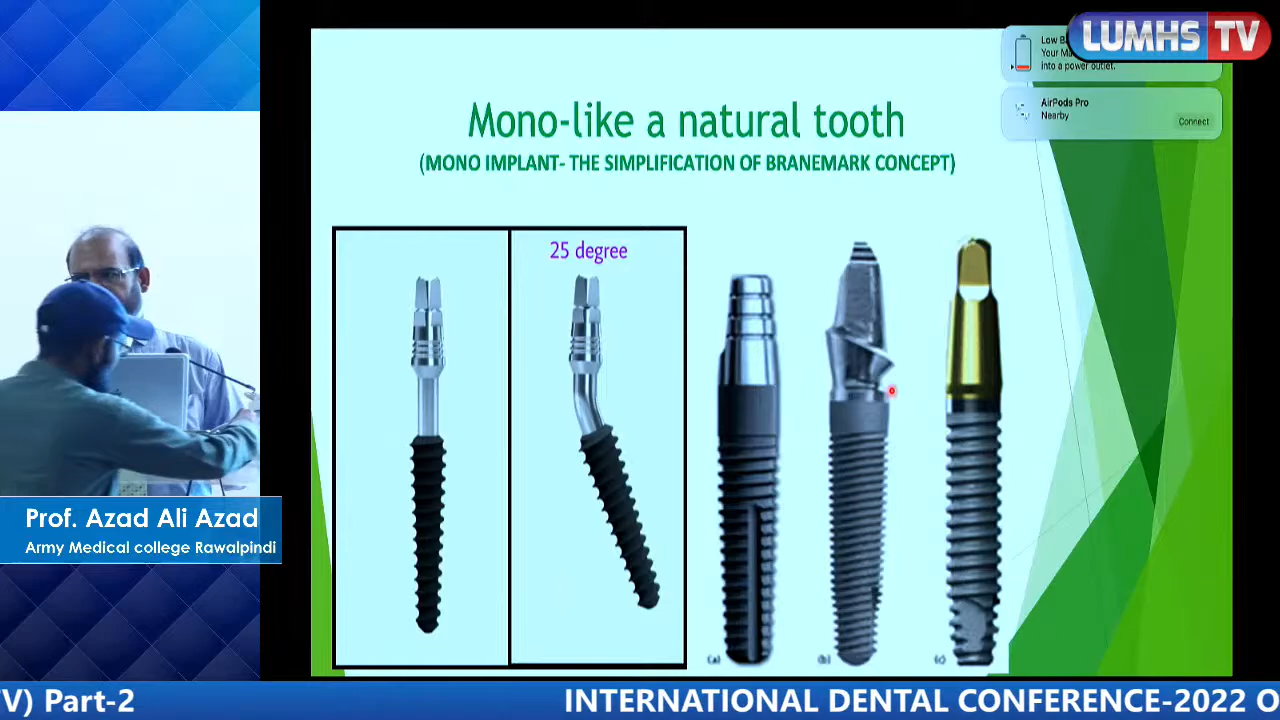 LUMHS TV
Low B
Your Ma
into a power outlet.
AirPods Pro
Nearby
Connect
Mono-like a natural tooth
(MONO IMPLANT- THE SIMPLIFICATION OF BRANEMARK CONCEPT)
25 degree
(a)
(b)
(c)
Prof. Azad Ali Azad
Army Medical college Rawalpindi
V) Part-2
INTERNATIONAL DENTAL CONFERENCE-2022 O